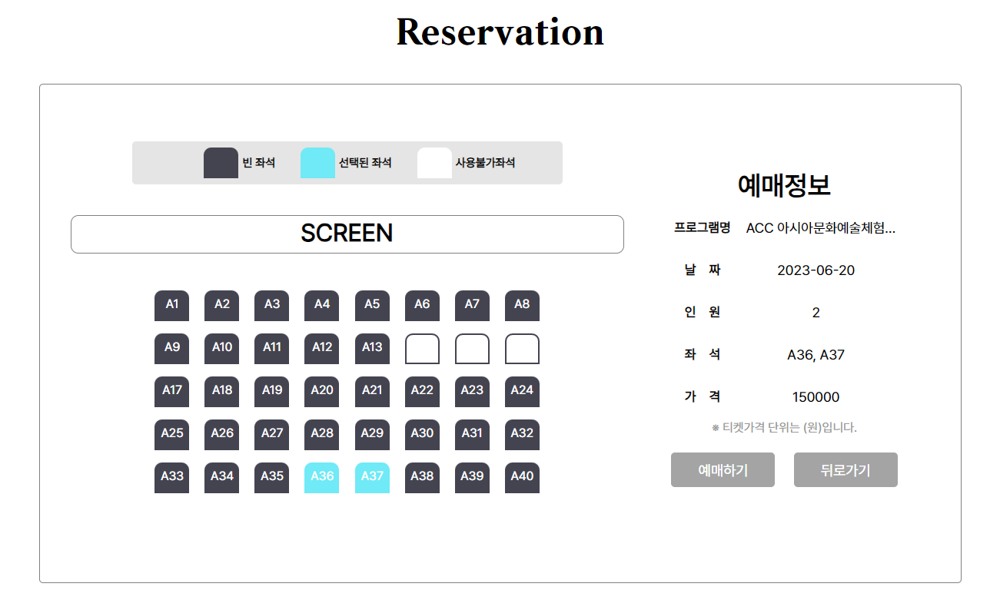 Reservation
빈 좌석 선택된 좌석 사용불가좌석
SCREEN
A1 A2 A3 A4 A5 A6 A7 A8
A9 A10 A11 A12 A13
A17 A18 A19 A20 A21 A22 A23 A24
A25 A26 A27 A28 A29 A30 A31 A32
A33 A34 A35 A36 A37 A38 A39 A40
예매정보
프로그램명 ACC 아시아문화예술체험...
날 짜 2023-06-20
인 원 2
좌 석 A36, A37
가 격 150000
※ 티켓가격 단위는 (원)입니다.
예매하기 뒤로가기